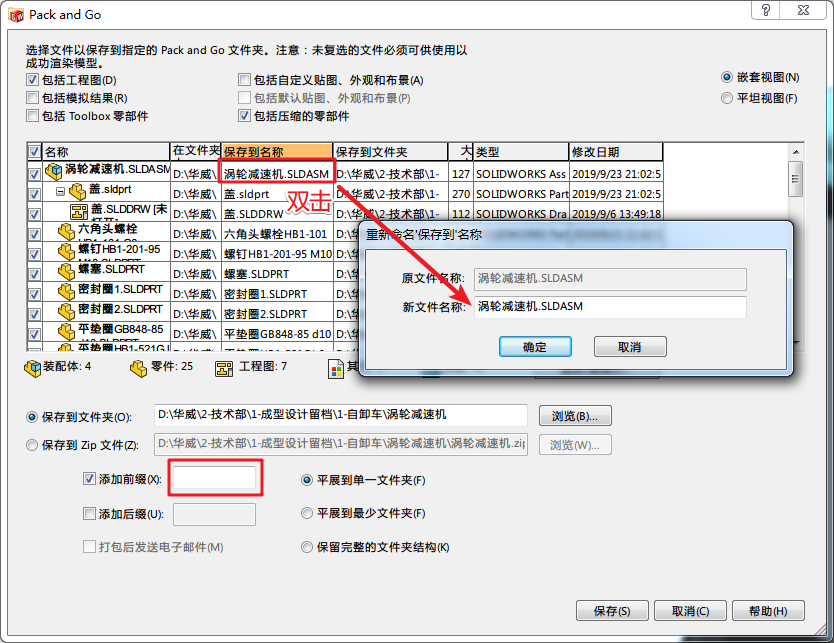 Pack and Go
选择文件以保存到指定的 Pack and Go 文件夹。注意：未复选的文件必须可供使用以
成功渲染模型。
包括工程图(D)
包括自定义贴图、外观和布景(A)
嵌套视图(N)
包括模拟结果(R)
包括默认贴图、外观和布景(P)
平坦视图(F)
包括 Toolbox 零部件
包括压缩的零部件
名称 在文件夹 保存到名称 保存到文件夹 大 类型 修改日期
涡轮减速机.SLDASM D:\华威\ 涡轮减速机.SLDASM D:\华威\2-技术部\1- 127 SOLIDWORKS Ass 2019/9/23 21:02:5
盖.sldprt D:\华威\ 盖.sldprt D:\华威\2-技术部\1- 270 SOLIDWORKS Part 2019/9/23 21:02:5
盖.SLDDRW [未 D:\华威\ 盖.SLDDRW D:\华威\2-技术部\1- 112 SOLIDWORKS Dra 2019/9/6 13:49:18
双击
六角头螺栓 D:\华威\ 六角头螺栓HB1-101
螺钉HB1-201-95 D:\华威\ 螺钉HB1-201-95 M10
螺塞.SLDPRT D:\华威\ 螺塞.SLDPRT
密封圈1.SLDPRT D:\华威\ 密封圈1.SLDPRT
密封圈2.SLDPRT D:\华威\ 密封圈2.SLDPRT
平垫圈GB848-85 D:\华威\ 平垫圈GB848-85 d10
平垫圈HB1-521GJ
重新命名'保存到'名称
原文件名称: 涡轮减速机.SLDASM
新文件名称: 涡轮减速机.SLDASM
确定 取消
装配体: 4 零件: 25 工程图: 7 其
保存到文件夹(O): D:\华威\2-技术部\1-成型设计留档\1-自卸车\涡轮减速机 浏览(B)...
保存到 Zip 文件(Z): D:\华威\2-技术部\1-成型设计留档\1-自卸车\涡轮减速机\涡轮减速机.zip 浏览(W)...
添加前缀(X): 平展到单一文件夹(F)
添加后缀(U): 平展到最少文件夹(F)
打包后发送电子邮件(M) 保留完整的文件夹结构(K)
保存(S) 取消(C) 帮助(H)